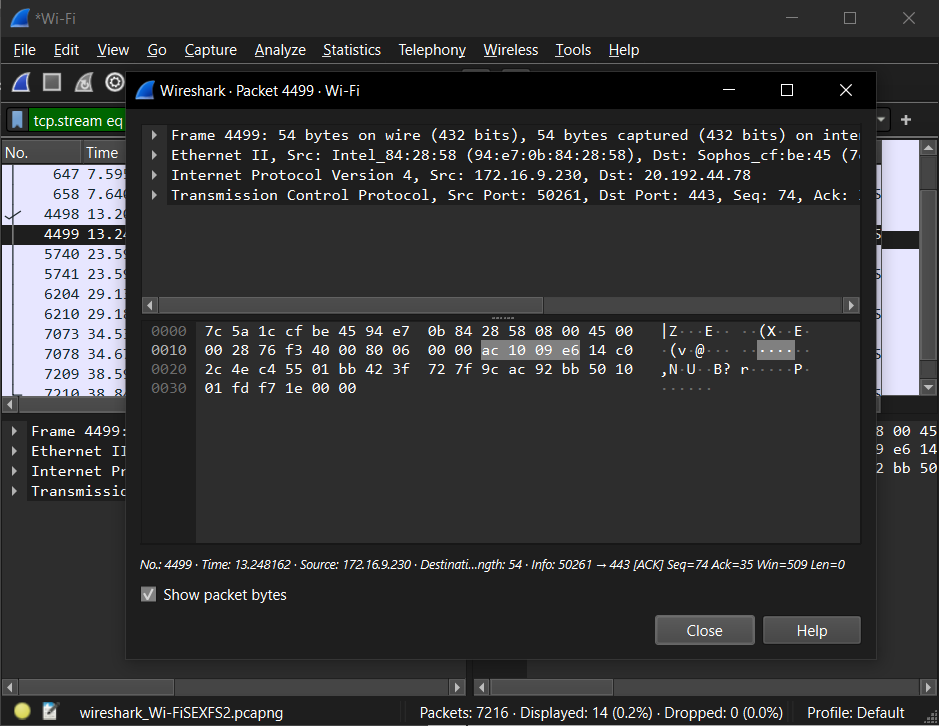 *Wi-Fi
File Edit View Go Capture Analyze Statistics Telephony Wireless Tools Help
Wireshark · Packet 4499 · Wi-Fi
tcp.stream eq
Frame 4499: 54 bytes on wire (432 bits), 54 bytes captured (432 bits) on inte
Ethernet II, Src: Intel_84:28:58 (94:e7:0b:84:28:58), Dst: Sophos_cf:be:45 (7
Internet Protocol Version 4, Src: 172.16.9.230, Dst: 20.192.44.78
Transmission Control Protocol, Src Port: 50261, Dst Port: 443, Seq: 74, Ack:
No. Time
647 7.595
658 7.640
4498 13.20
4499 13.24
5740 23.59
5741 23.59
6204 29.13
6210 29.18
7073 34.57
7078 34.67
7209 38.59
7210 38.84
0000 7c 5a 1c cf be 45 94 e7 0b 84 28 58 08 00 45 00 |Z···E·· ··(X··E·
0010 00 28 76 f3 40 00 80 06 00 00 ac 10 09 e6 14 c0 ·(v·@··· ········
0020 2c 4e c4 55 01 bb 42 3f 72 7f 9c ac 92 bb 50 10 ,N·U··B? r·····P·
0030 01 fd f7 1e 00 00 ······
Frame 4499:
Ethernet II
Internet Pr
Transmissio
8 00 45
9 e6 14
2 bb 50
No.: 4499 · Time: 13.248162 · Source: 172.16.9.230 · Destinati...ngth: 54 · Info: 50261 → 443 [ACK] Seq=74 Ack=35 Win=509 Len=0
Show packet bytes
Close Help
wireshark_Wi-FiSEXFS2.pcapng Packets: 7216 · Displayed: 14 (0.2%) · Dropped: 0 (0.0%) Profile: Default